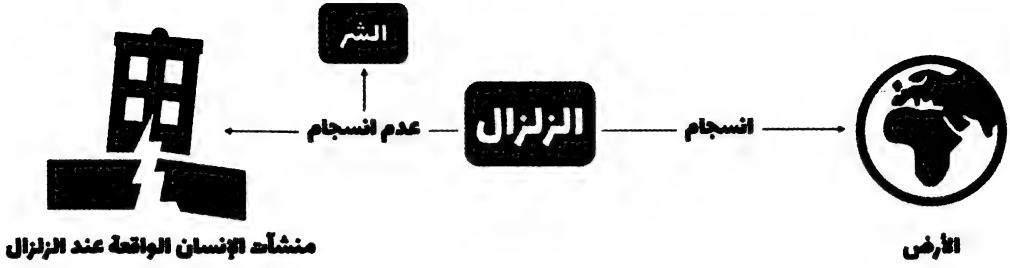 الشر
الزلزال
انسجام
عدم انسجام
الأرض
منشآت الإنسان الواقعة عند الزلزال